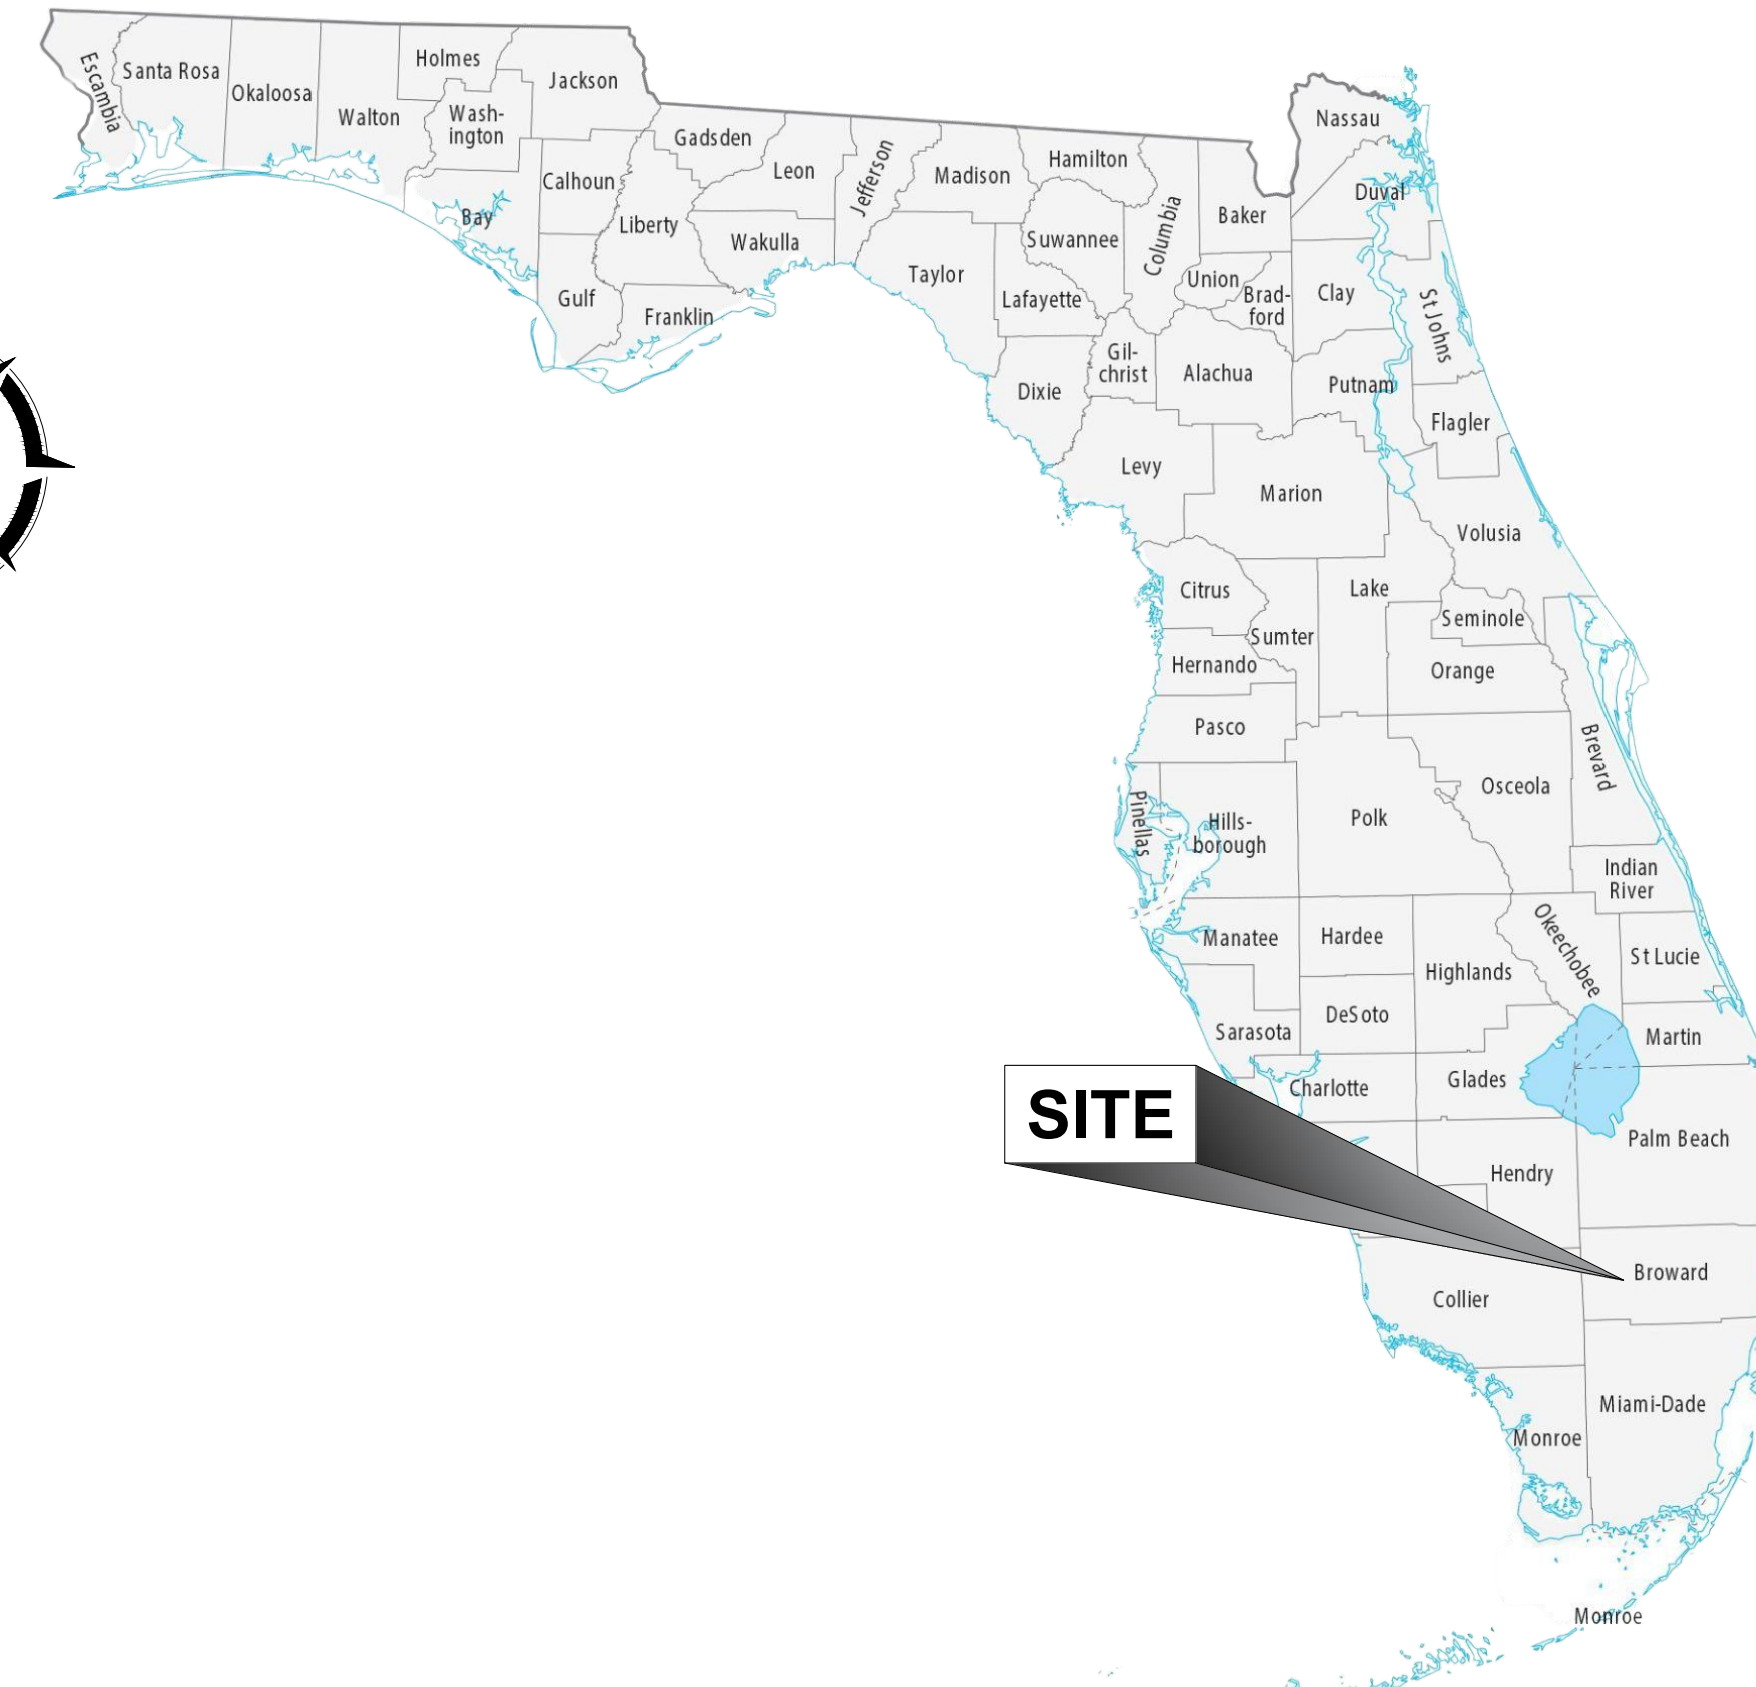 Escambia
Santa Rosa
Okaloosa
Walton
Holmes
Wash-
ington
Jackson
Bay
Calhoun
Gulf
Liberty
Gadsden
Franklin
Leon
Wakulla
Jefferson
Madison
Taylor
Hamilton
Suwannee
Lafayette
Columbia
Baker
Nassau
Duval
Union
Brad-
ford
Clay
St Johns
Dixie
Gil-
christ
Alachua
Putnam
Flagler
Levy
Marion
Volusia
Citrus
Lake
Seminole
Sumter
Hernando
Orange
Pasco
Brevard
Pinellas
Hills-
borough
Polk
Osceola
Indian
River
Manatee
Hardee
Highlands
Okeechobee
St Lucie
Sarasota
DeSoto
Martin
Charlotte
Glades
SITE
Palm Beach
Hendry
Broward
Collier
Miami-Dade
Monroe
Monroe